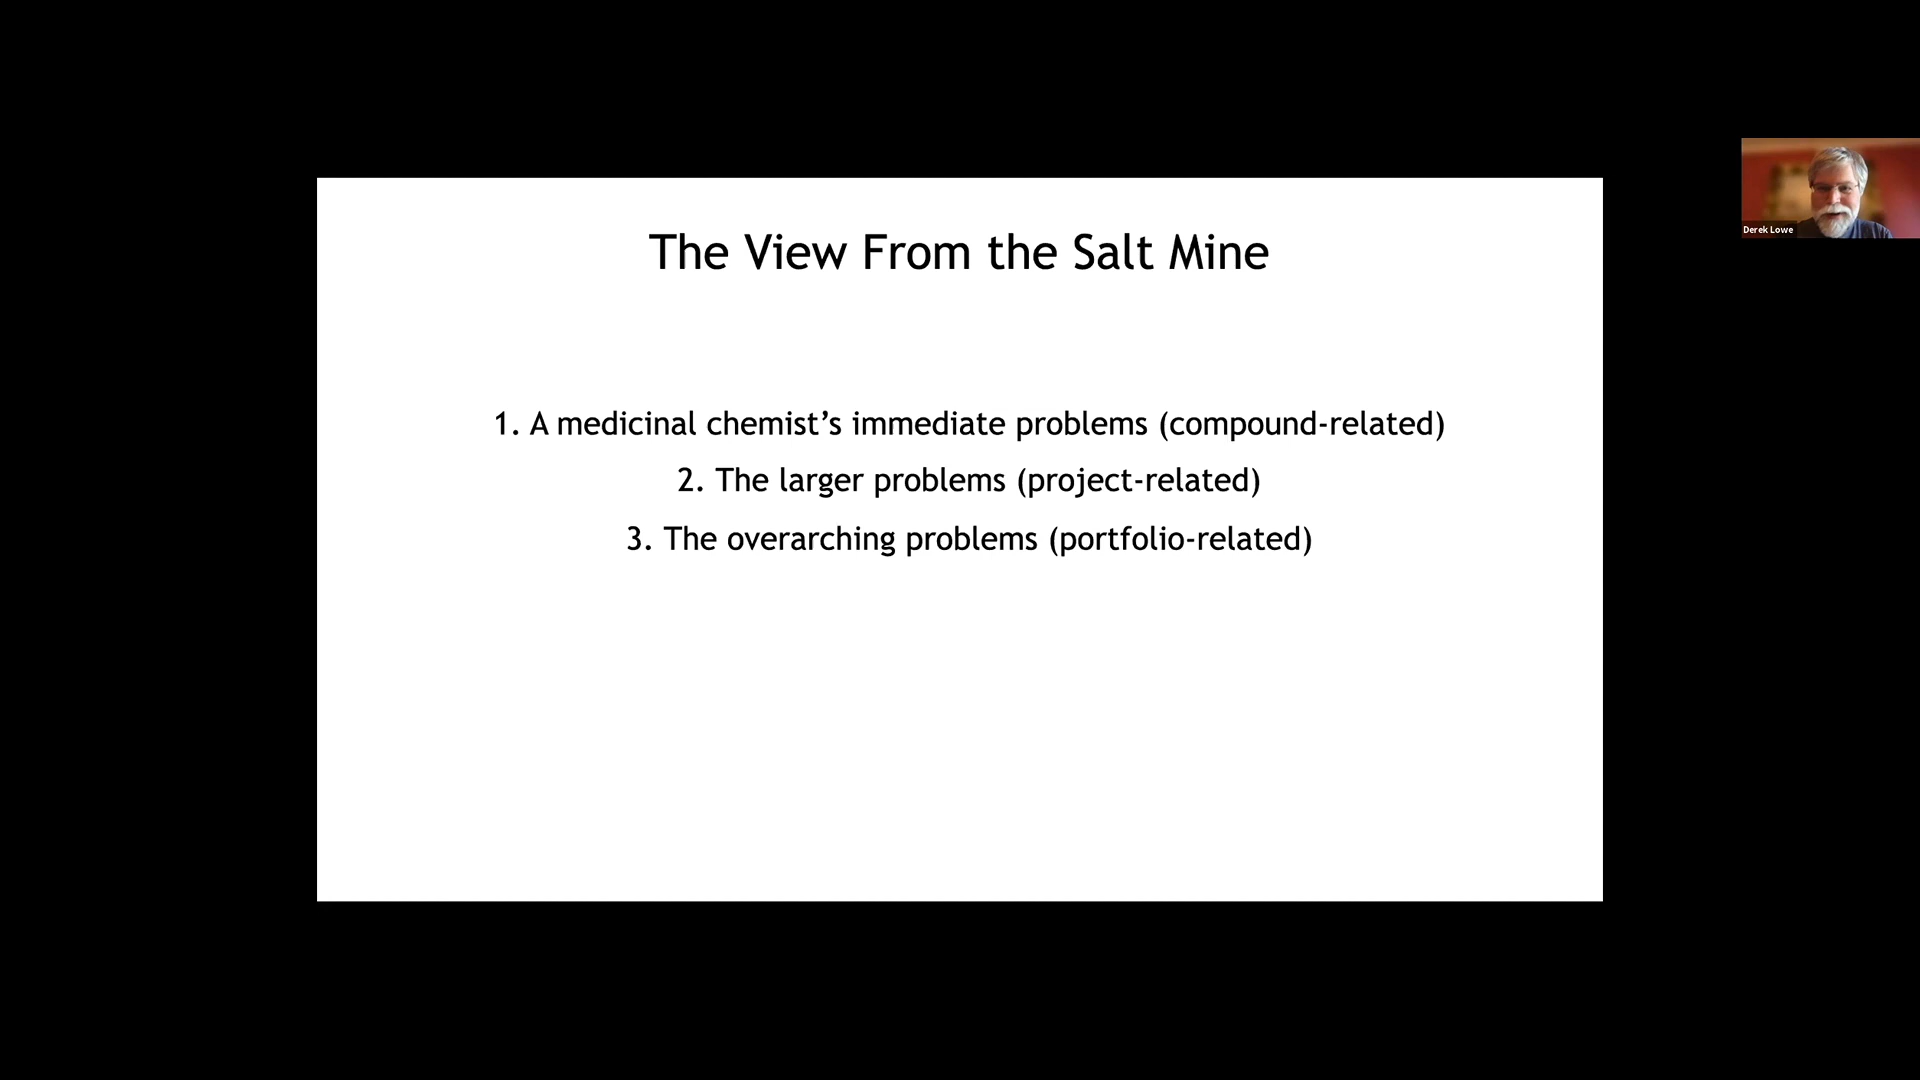 The View From the Salt Mine
1. A medicinal chemist’s immediate problems (compound-related)
2. The larger problems (project-related)
3. The overarching problems (portfolio-related)
Derek Lowe